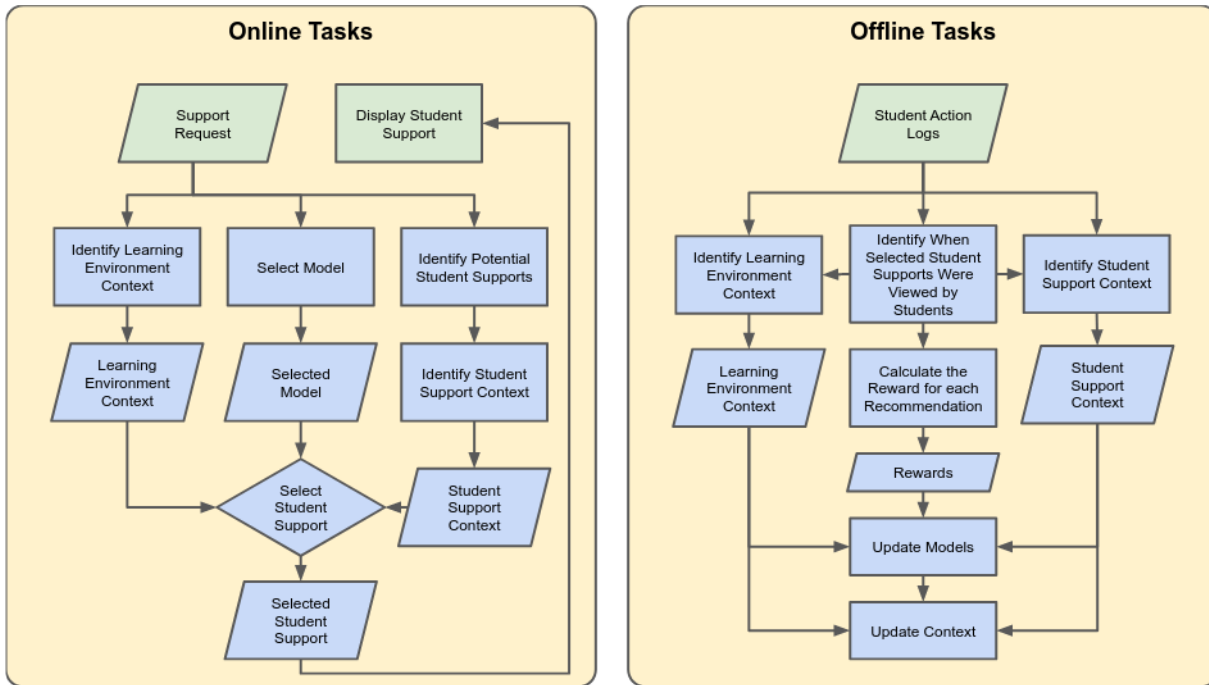 Online Tasks
Support
Request
Display Student
Support
Identify Learning
Environment
Context
Select Model
Identify Potential
Student Supports
Learning
Environment
Context
Selected
Model
Identify Student
Support Context
Select
Student
Support
Student
Support
Context
Selected
Student
Support
Offline Tasks
Student Action
Logs
Identify Learning
Environment
Context
Identify When
Selected Student
Supports Were
Viewed by
Students
Identify Student
Support Context
Learning
Environment
Context
Calculate the
Reward for each
Recommendation
Student
Support
Context
Rewards
Update Models
Update Context